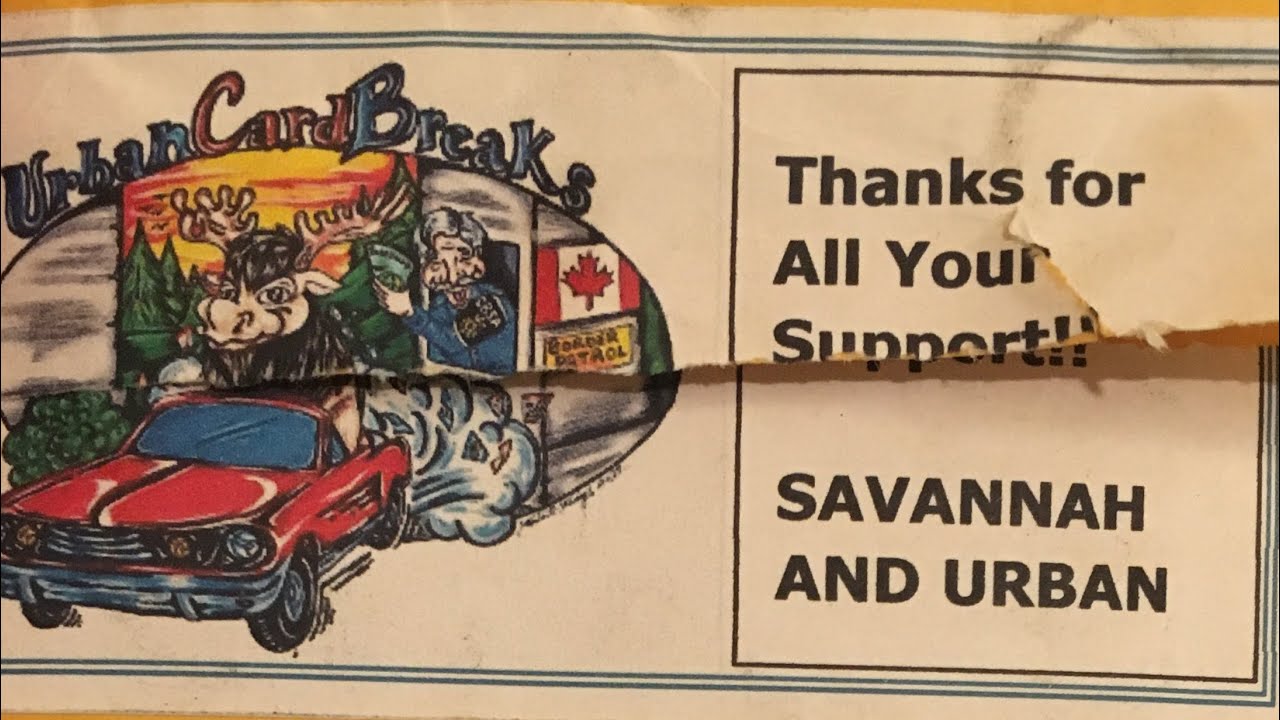 UrbanCardBreaks
BORDER
PATROL
Thanks for
All Your
Support!!
SAVANNAH
AND URBAN